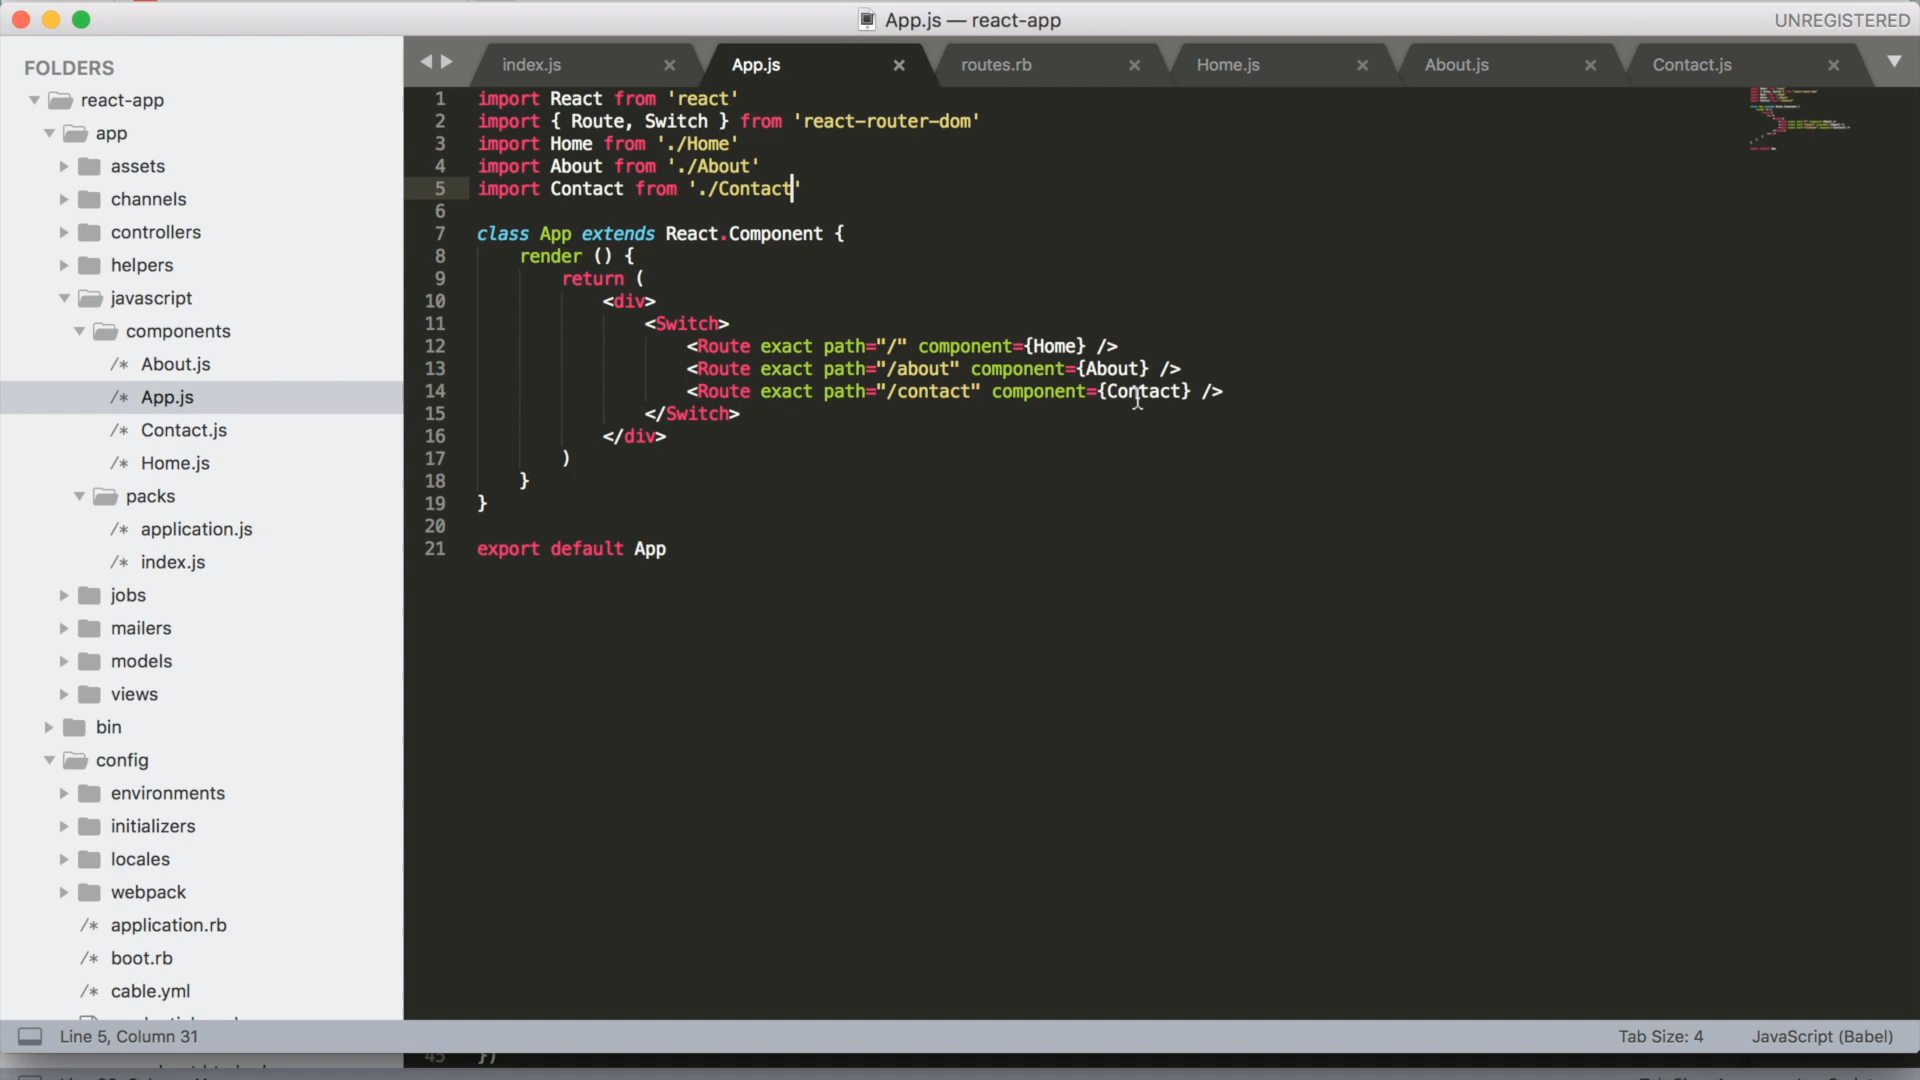 App.js — react-app
UNREGISTERED
FOLDERS
react-app
app
assets
channels
controllers
helpers
javascript
components
/* About.js
/* App.js
/* Contact.js
/* Home.js
packs
/* application.js
/* index.js
jobs
mailers
models
views
bin
config
environments
initializers
locales
webpack
/* application.rb
/* boot.rb
/* cable.yml
index.js × App.js × routes.rb × Home.js × About.js × Contact.js ×
1 import React from 'react'
2 import { Route, Switch } from 'react-router-dom'
3 import Home from './Home'
4 import About from './About'
5 import Contact from './Contact'
6
7 class App extends React.Component {
8 render () {
9 return (
10 <div>
11 <Switch>
12 <Route exact path="/" component={Home} />
13 <Route exact path="/about" component={About} />
14 <Route exact path="/contact" component={Contact} />
15 </Switch>
16 </div>
17 )
18 }
19 }
20
21 export default App
Line 5, Column 31
Tab Size: 4
JavaScript (Babel)
45 })